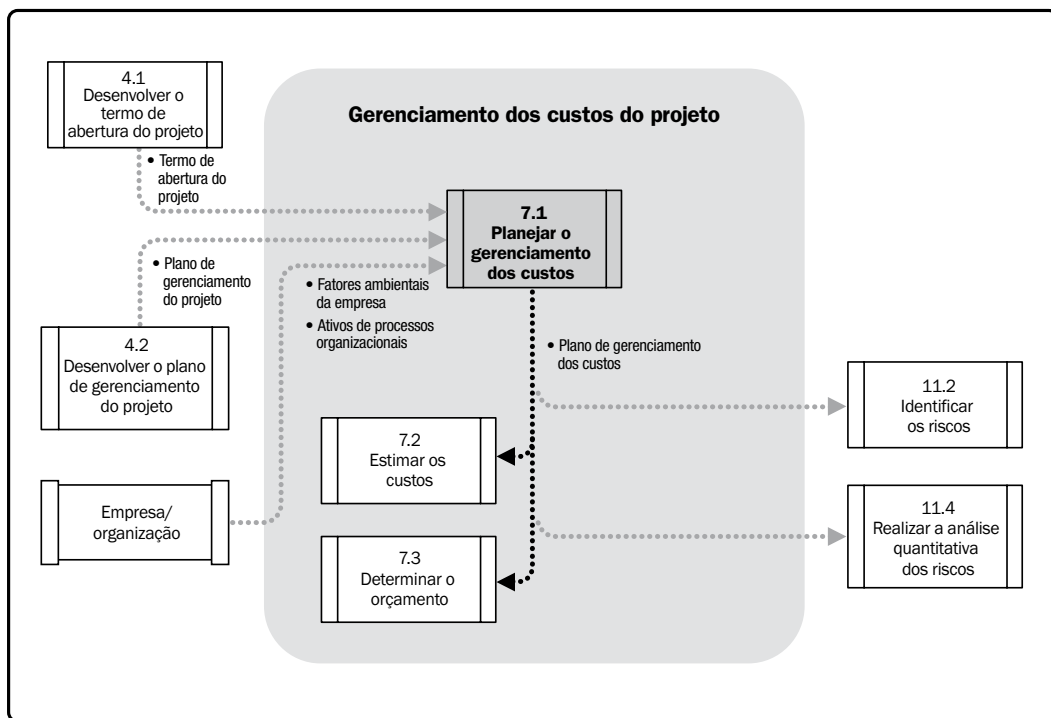 4.1
Desenvolver o
termo de
abertura do projeto
Gerenciamento dos custos do projeto
• Termo de
abertura do
projeto
7.1
Planejar o
gerenciamento
dos custos
• Plano de
gerenciamento
do projeto
• Fatores ambientais
da empresa
• Ativos de processos
organizacionais
4.2
Desenvolver o plano
de gerenciamento
do projeto
• Plano de gerenciamento
dos custos
11.2
Identificar
os riscos
7.2
Estimar os
custos
Empresa/
organização
11.4
Realizar a análise
quantitativa
dos riscos
7.3
Determinar o
orçamento